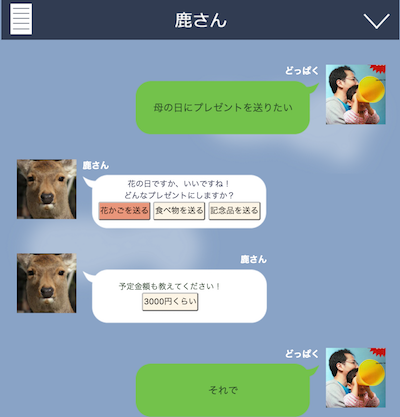 鹿さん
どっぱく
母の日にプレゼントを送りたい
鹿さん
花の日ですか、いいですね！
どんなプレゼントにしますか？
花かごを送る 食べ物を送る 記念品を送る
鹿さん
予定金額も教えてください！
3000円くらい
どっぱく
それで